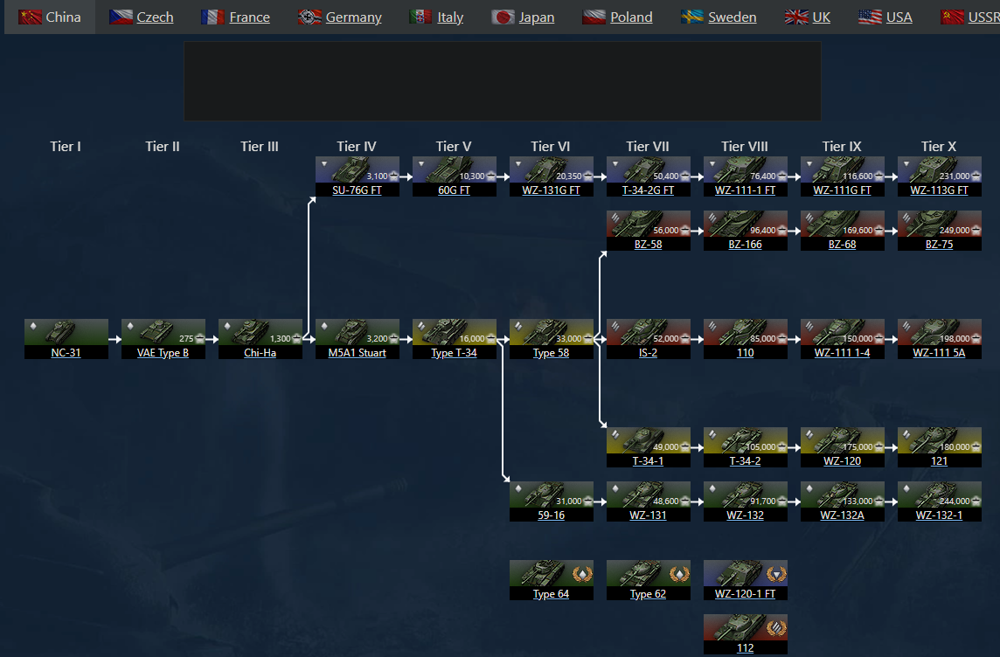 China Czech France Germany Italy Japan Poland Sweden UK USA USSR
Tier I Tier II Tier III Tier IV Tier V Tier VI Tier VII Tier VIII Tier IX Tier X
3,100 10,300 20,350 50,400 76,400 116,600 231,000
SU-76G FT 60G FT WZ-131G FT T-34-2G FT WZ-111-1 FT WZ-111G FT WZ-113G FT
56,000 96,400 169,600 249,000
BZ-58 BZ-166 BZ-68 BZ-75
275 1,300 3,200 16,000 33,000 52,000 85,000 150,000 198,000
NC-31 VAE Type B Chi-Ha M5A1 Stuart Type T-34 Type 58 IS-2 110 WZ-111 1-4 WZ-111 5A
49,000 105,000 175,000 180,000
T-34-1 T-34-2 WZ-120 121
31,000 48,600 91,700 133,000 244,000
59-16 WZ-131 WZ-132 WZ-132A WZ-132-1
Type 64 Type 62 WZ-120-1 FT
112